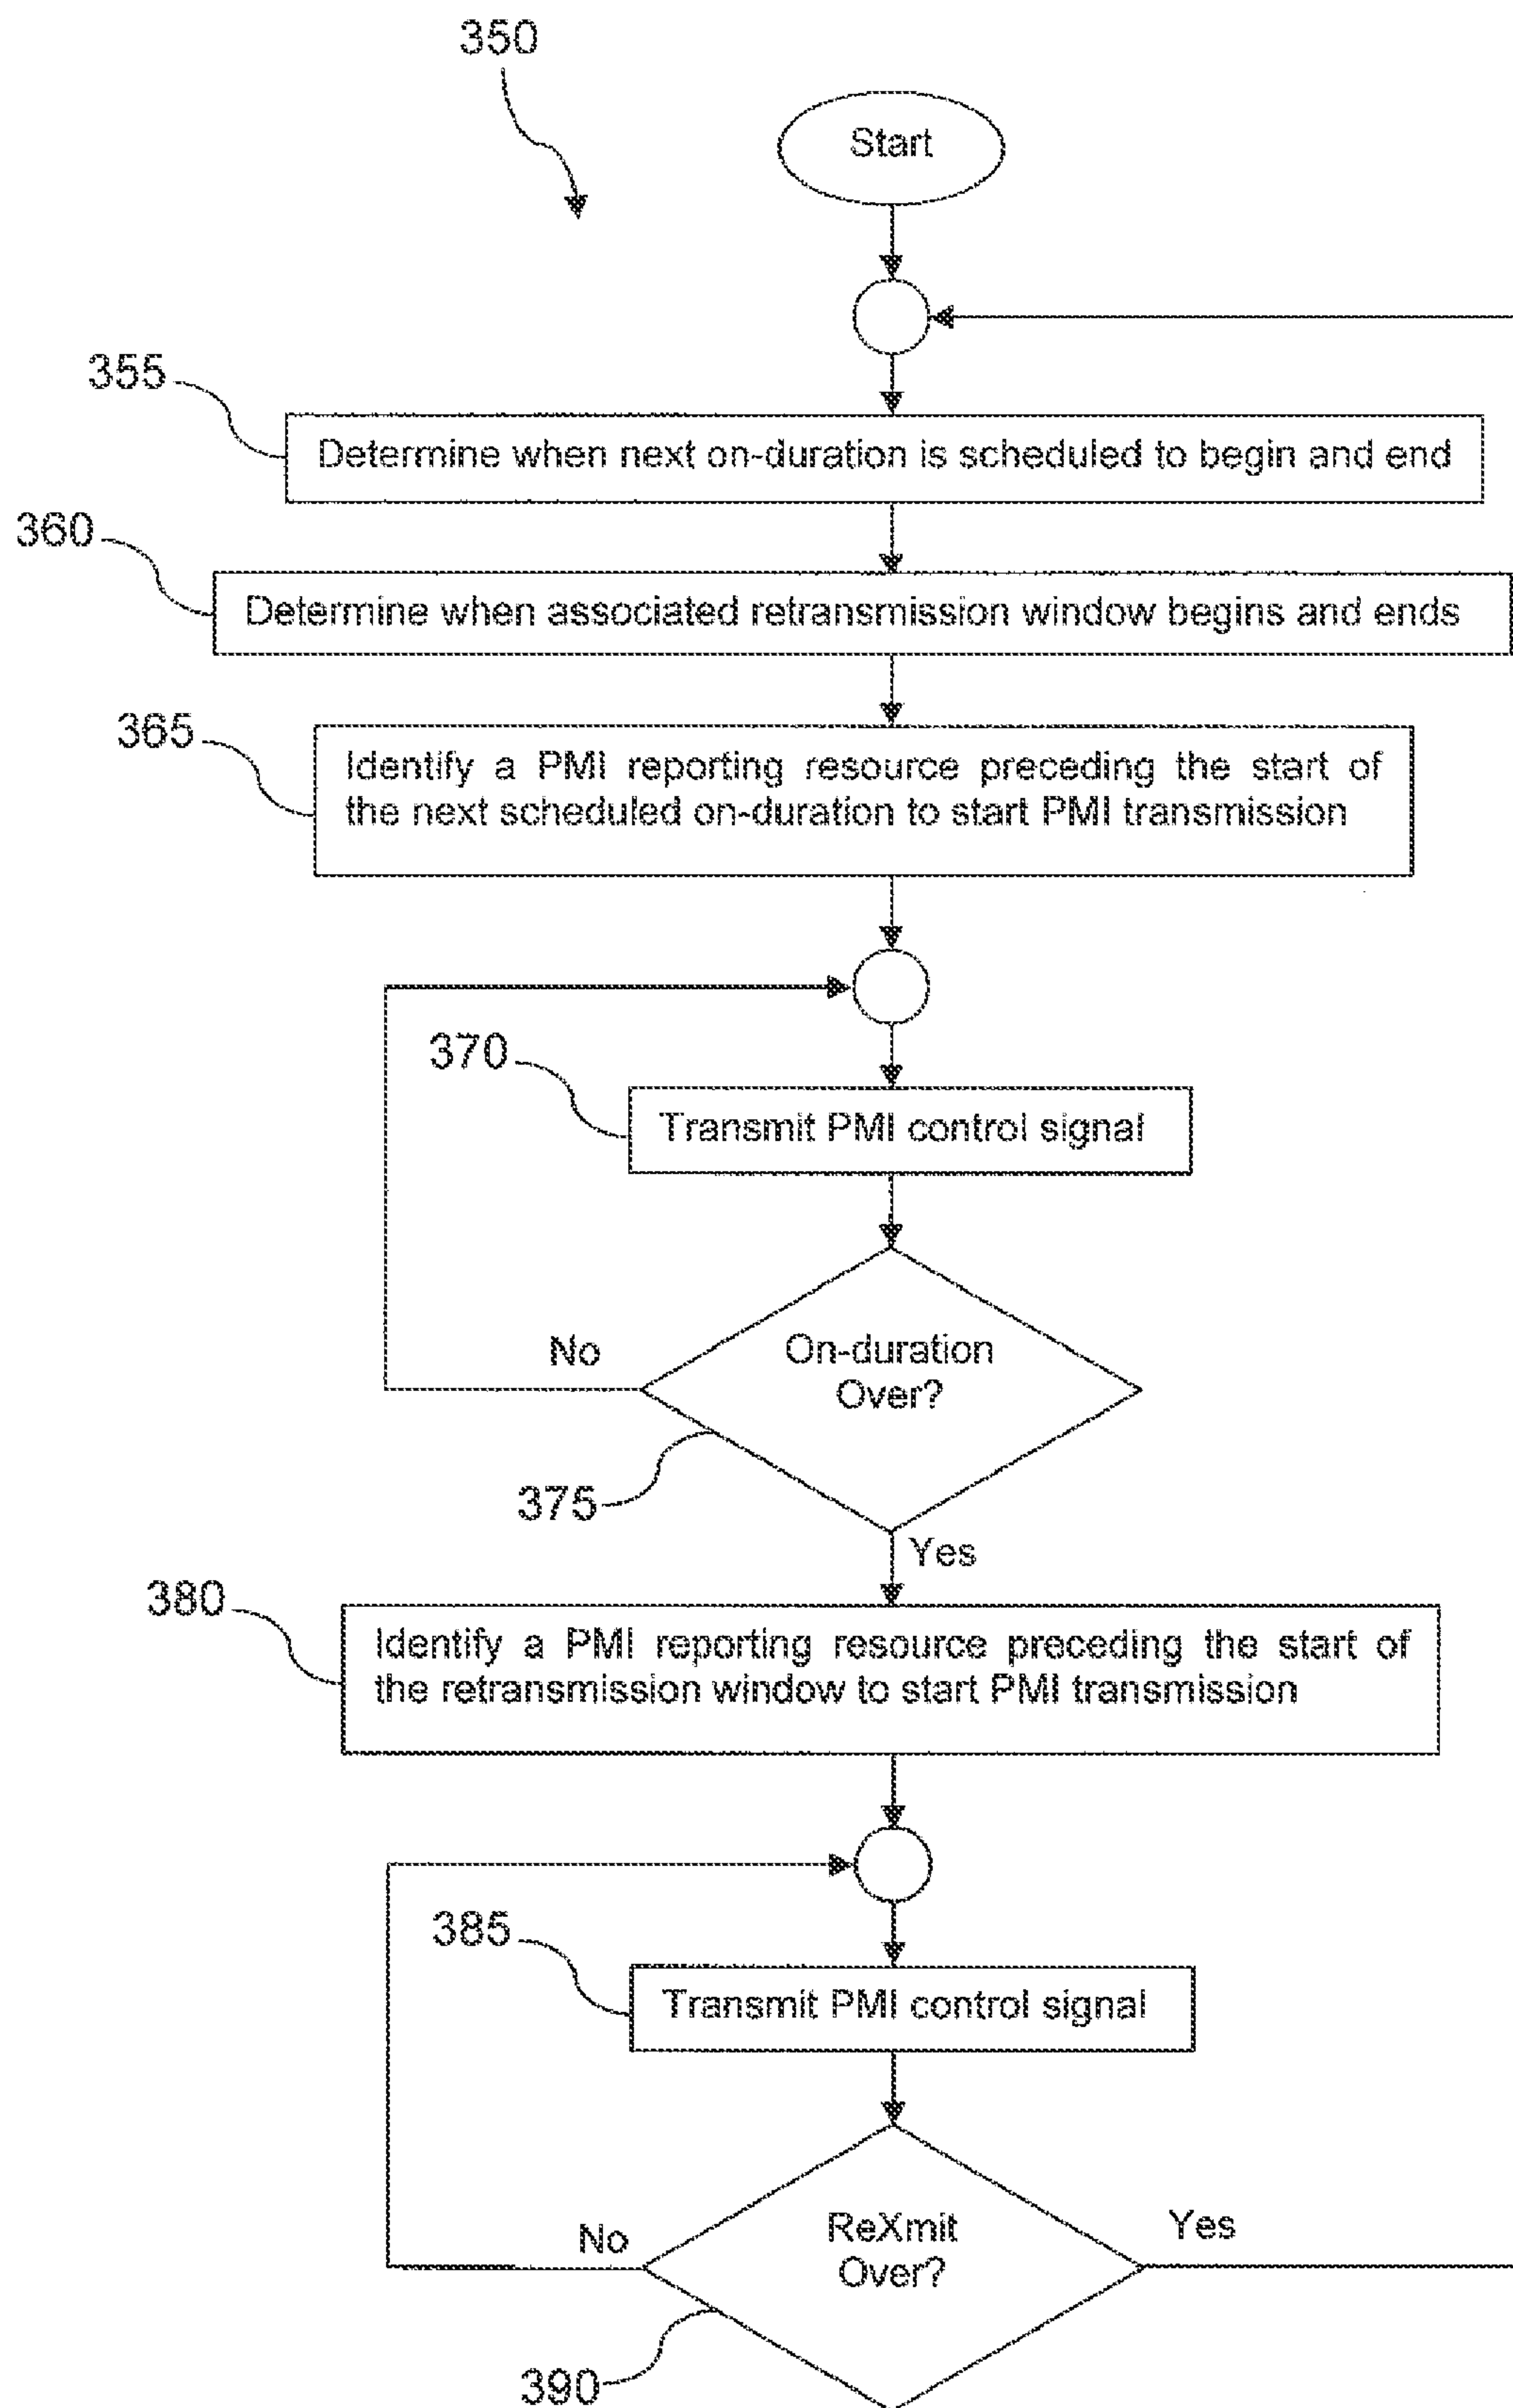 350
Start
355
Determine when next on-duration is scheduled to begin and end
360
Determine when associated retransmission window begins and ends
365
Identify a PMI reporting resource preceding the start of
the next scheduled on-duration to start PMI transmission
370
Transmit PMI control signal
No
On-duration
Over?
375
Yes
380
Identify a PMI reporting resource preceding the start of
the retransmission window to start PMI transmission
385
Transmit PMI control signal
No
ReXmit
Over?
Yes
390